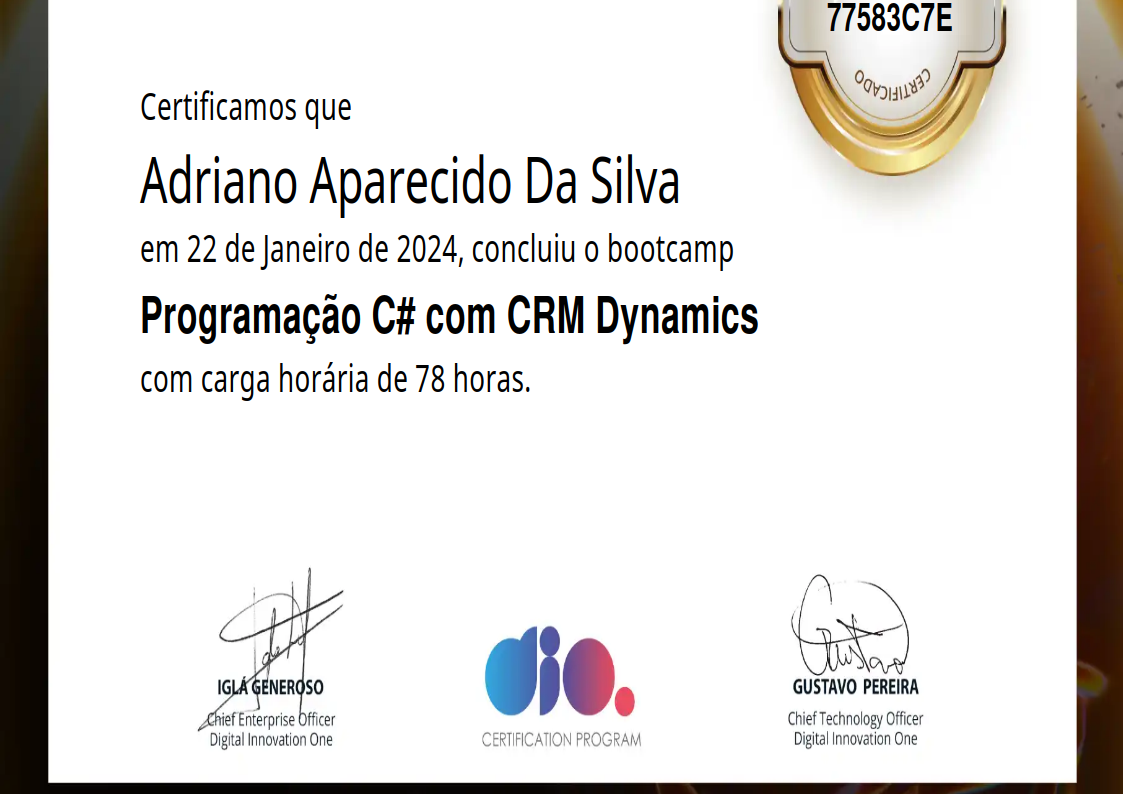 77583C7E
CERTIFICADO
Certificamos que
Adriano Aparecido Da Silva
em 22 de Janeiro de 2024, concluiu o bootcamp
Programação C# com CRM Dynamics
com carga horária de 78 horas.
IGLÁ GENEROSO
Chief Enterprise Officer
Digital Innovation One
dio.
CERTIFICATION PROGRAM
Gustavo
GUSTAVO PEREIRA
Chief Technology Officer
Digital Innovation One